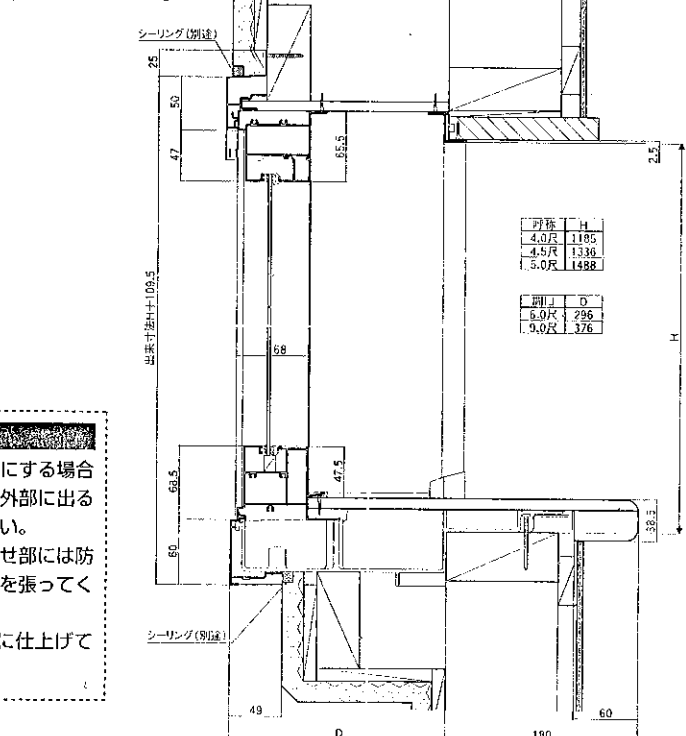 シーリング(別途)
25
50
47
65.5
2.5
呼称 H
4.0尺 1185
4.5尺 1336
5.0尺 1488
間口 D
6.0尺 296
9.0尺 376
出来寸法H+109.5
H
68
にする場合
外部に出る
い。
せ部には防
を張ってく
に仕上げて
68.5
47.5
38.5
60
シーリング(別途)
49
60
D
190